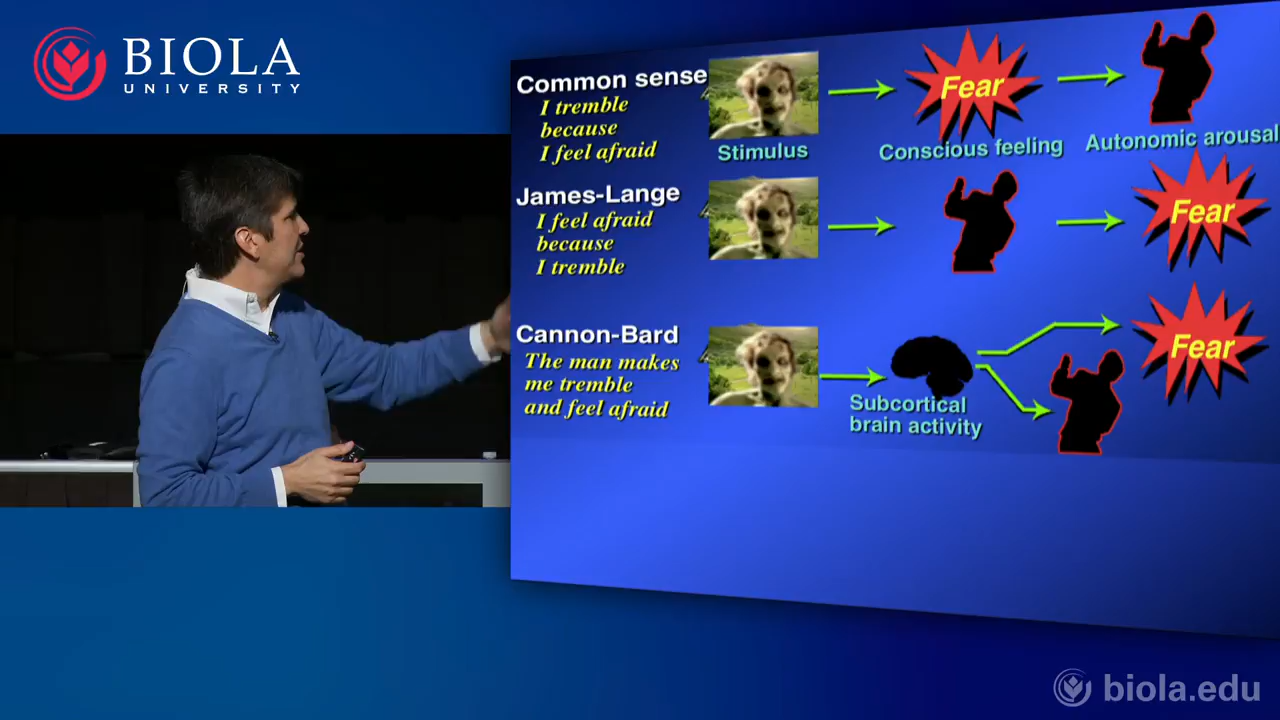 BIOLA
UNIVERSITY
Common sense
I tremble
because
I feel afraid
Stimulus
Fear
Conscious feeling
Autonomic arousal
James-Lange
I feel afraid
because
I tremble
Fear
Cannon-Bard
The man makes
me tremble
and feel afraid
Subcortical
brain activity
Fear
biola.edu